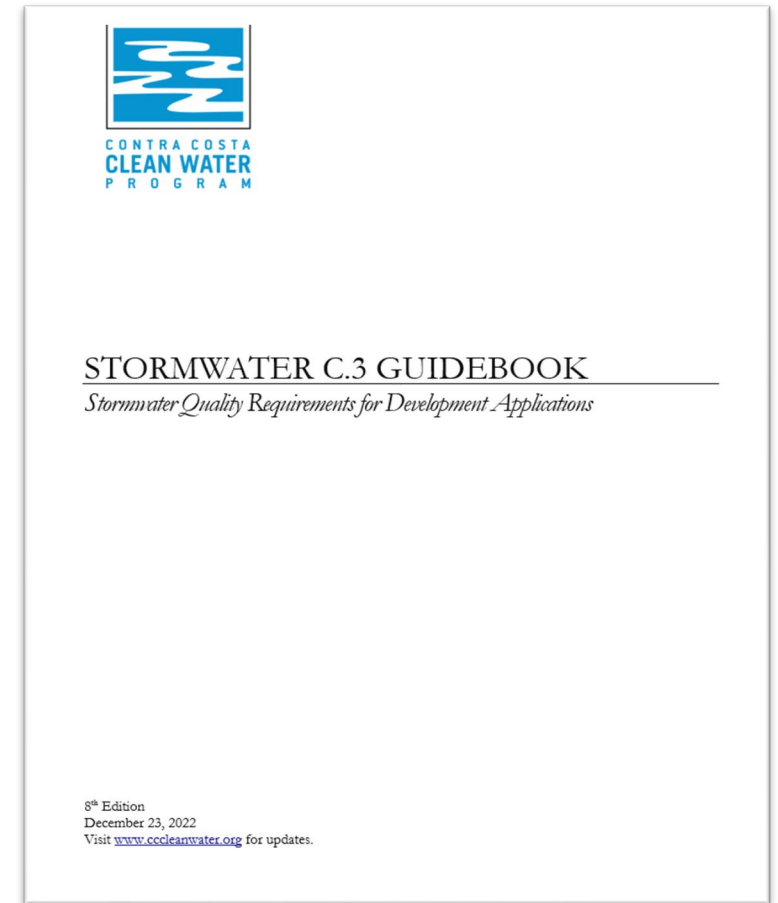 CONTRA COSTA
CLEAN WATER
PROGRAM
STORMWATER C.3 GUIDEBOOK
Stormwater Quality Requirements for Development Applications
8th Edition
December 23, 2022
Visit www.cccleanwater.org for updates.